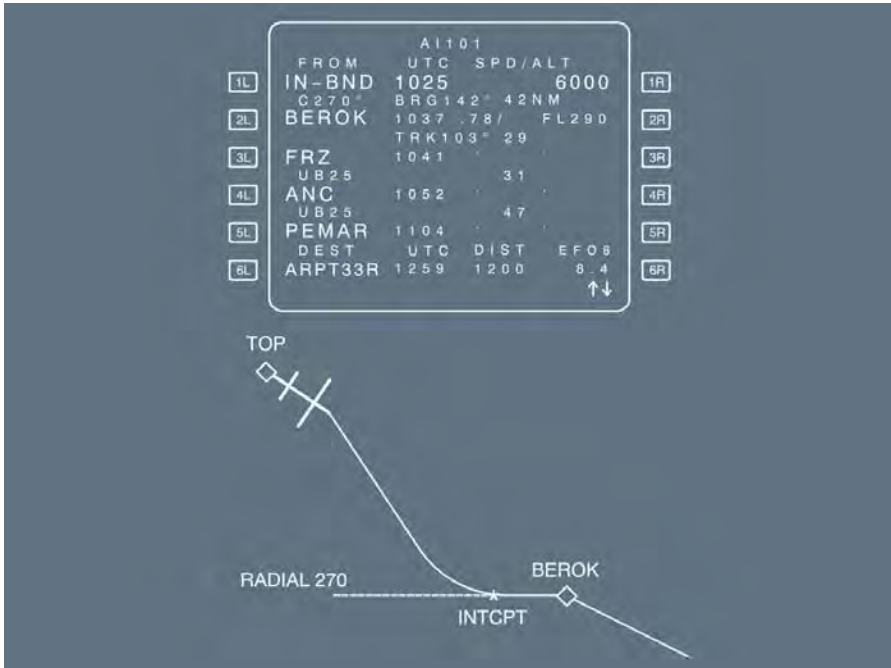 AI101
FROM UTC SPD/ALT
1L IN-BND 1025 6000 1R
C270° BRG142° 42NM
2L BEROK 1037 .78/ FL290 2R
TRK103° 29
3L FRZ 1041 " " 3R
UB25 31
4L ANC 1052 " " 4R
UB25 47
5L PEMAR 1104 " " 5R
DEST UTC DIST EFOB
6L ARPT33R 1259 1200 8.4 6R
↑↓
TOP
BEROK
RADIAL 270
INTCPT